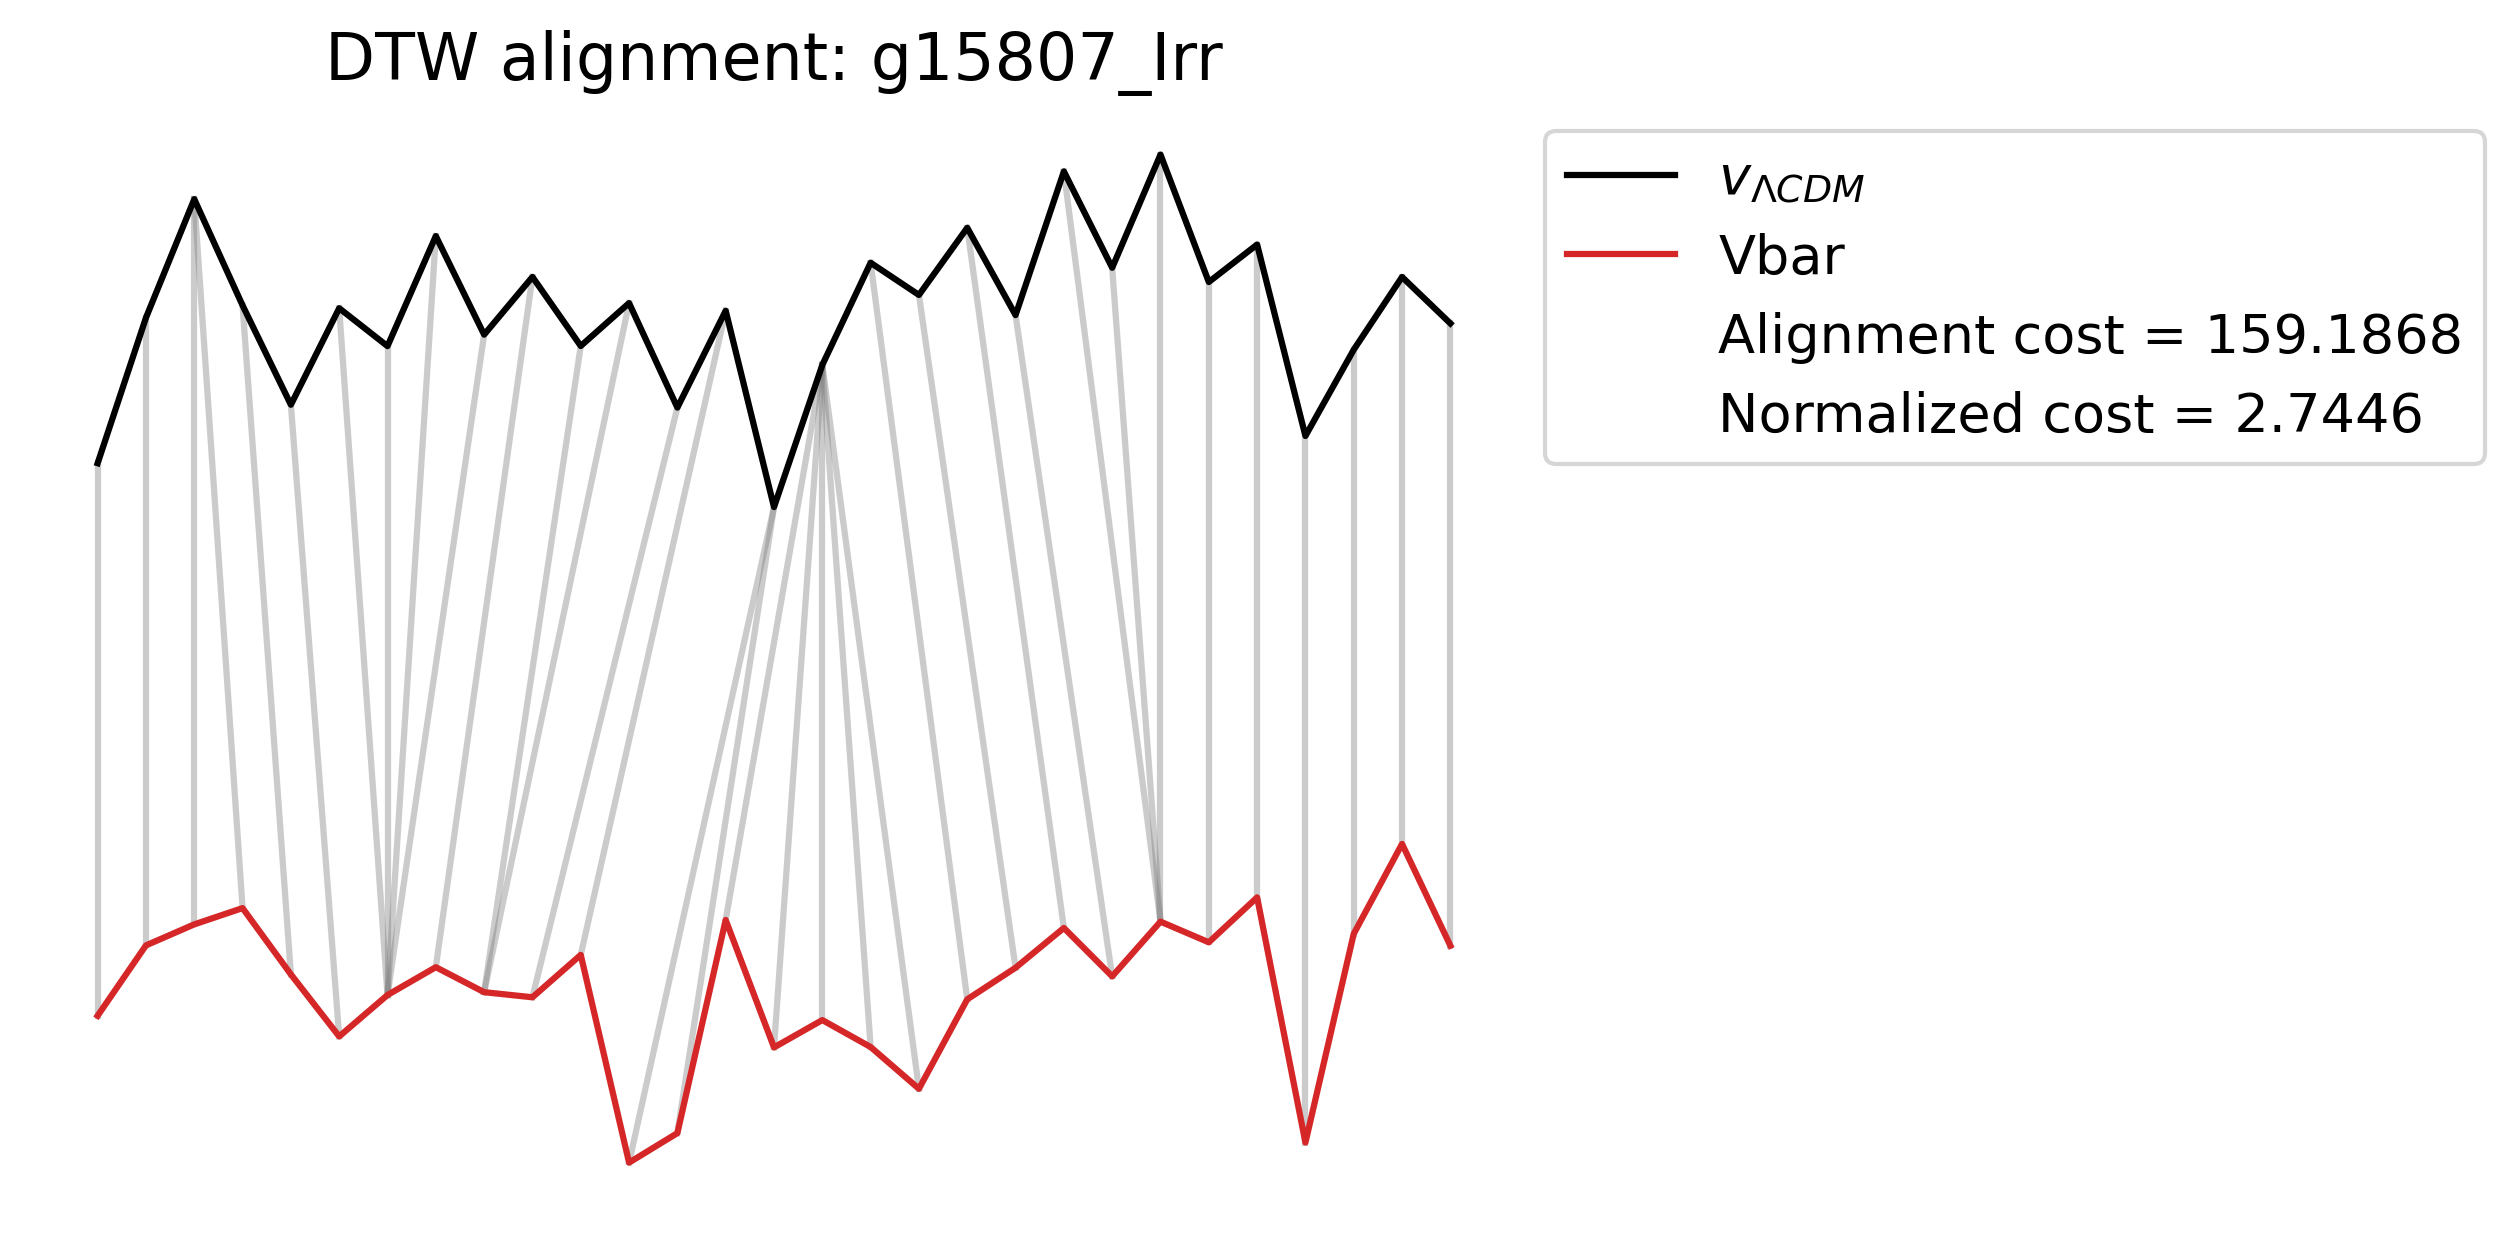 DTW alignment: g15807_Irr
v_ΛCDM
Vbar
Alignment cost = 159.1868
Normalized cost = 2.7446